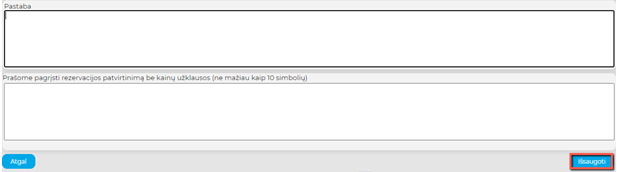 Pastaba
Prašome pagrįsti rezervacijos patvirtinimą be kainų užklausos (ne mažiau kaip 10 simbolių)
Atgal
Išsaugoti